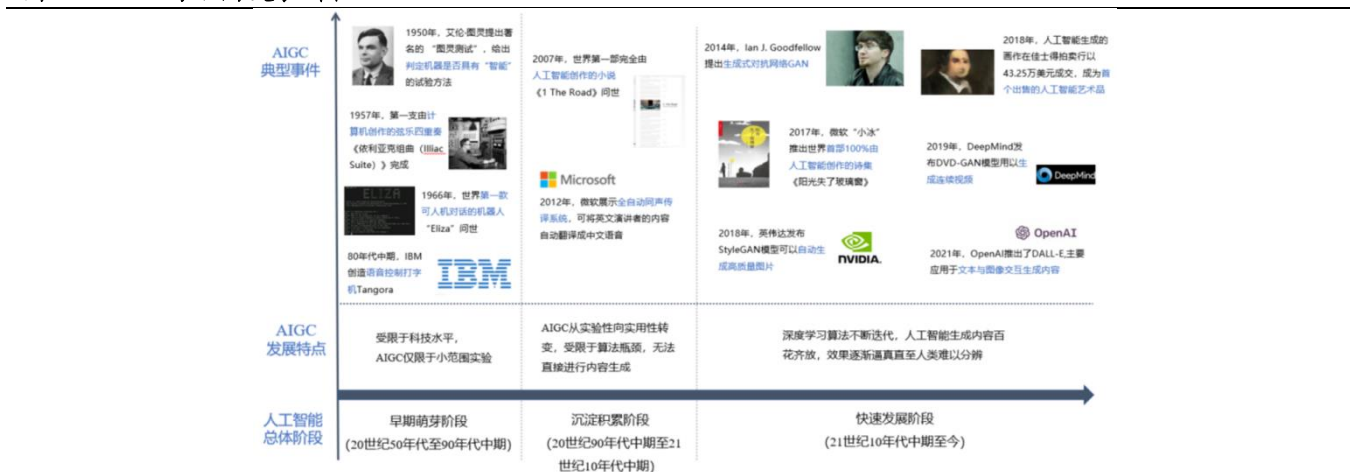 AIGC
典型事件
1950年，艾伦·图灵提出著
名的“图灵测试”，给出
判定机器是否具有“智能”
的试验方法
1957年，第一支由计
算机创作的弦乐四重奏
《依利亚克组曲（Illiac
Suite）》完成
ELIZA
1966年，世界第一款
可人机对话的机器人
“Eliza”问世
80年代中期，IBM
创造语音控制打字
机Tangora
IBM
2007年，世界第一部完全由
人工智能创作的小说
《1 The Road》问世
Microsoft
2012年，微软展示全自动同声传
译系统，可将英文演讲者的内容
自动翻译成中文语音
2014年，Ian J. Goodfellow
提出生成式对抗网络GAN
2018年，人工智能生成的
画作在佳士得拍卖行以
43.25万美元成交，成为首
个出售的人工智能艺术品
2017年，微软“小冰”
推出世界首部100%由
人工智能创作的诗集
《阳光失了玻璃窗》
2019年，DeepMind发
布DVD-GAN模型用以生
成连续视频
DeepMind
2018年，英伟达发布
StyleGAN模型可以自动生
成高质量图片
NVIDIA.
OpenAI
2021年，OpenAI推出了DALL-E,主要
应用于文本与图像交互生成内容
AIGC
发展特点
受限于科技水平，
AIGC仅限于小范围实验
AIGC从实验性向实用性转
变，受限于算法瓶颈，无法
直接进行内容生成
深度学习算法不断迭代，人工智能生成内容百
花齐放，效果逐渐逼真直至人类难以分辨
人工智能
总体阶段
早期萌芽阶段
(20世纪50年代至90年代中期)
沉淀积累阶段
(20世纪90年代中期至21
世纪10年代中期)
快速发展阶段
(21世纪10年代中期至今)